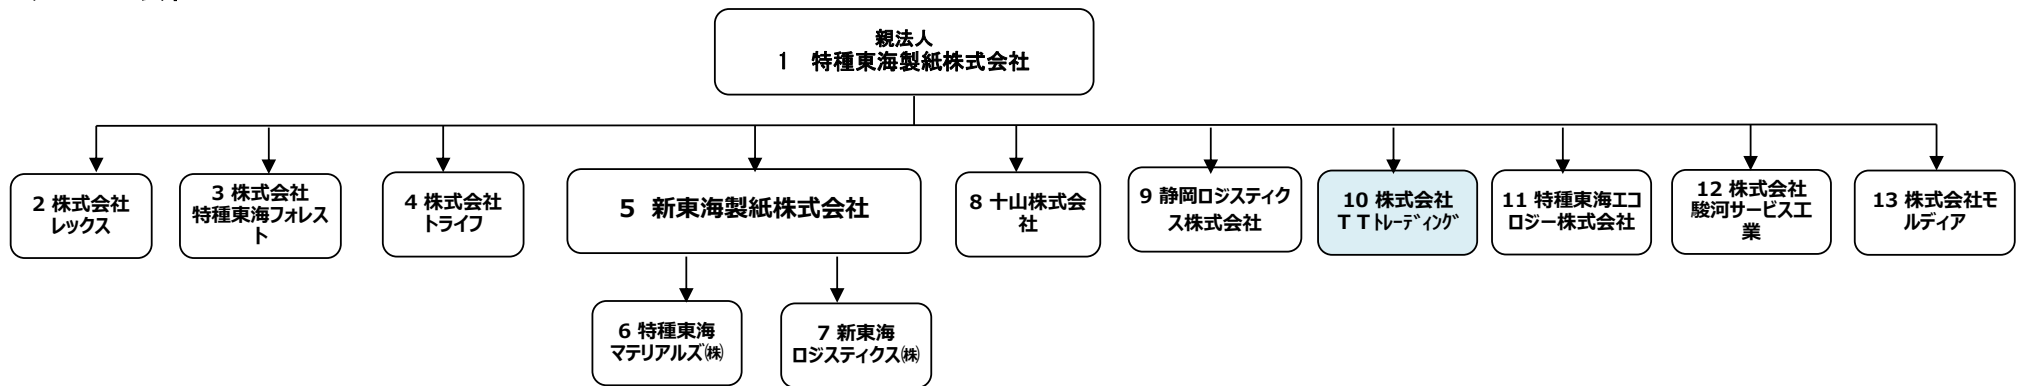 親法人
1 特種東海製紙株式会社
2 株式会社
レックス
3 株式会社
特種東海フォレス
ト
4 株式会社
トライフ
5 新東海製紙株式会社
8 十山株式会
社
9 静岡ロジスティク
ス株式会社
10 株式会社
ＴＴﾄﾚｰﾃﾞｨﾝｸﾞ
11 特種東海エコ
ロジー株式会社
12 株式会社
駿河サービス工
業
13 株式会社モ
ルディア
6 特種東海
マテリアルズ㈱
7 新東海
ロジスティクス㈱